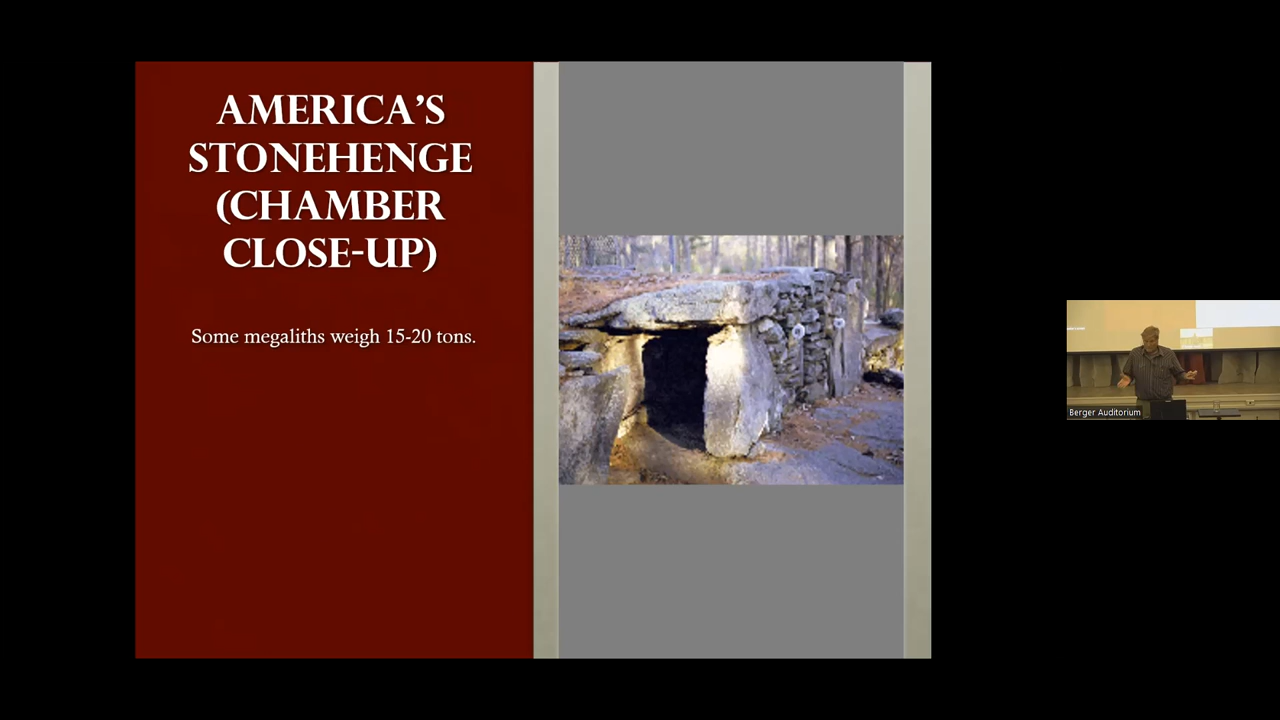 AMERICA'S
STONEHENGE
(CHAMBER
CLOSE-UP)
Some megaliths weigh 15-20 tons.
Berger Auditorium